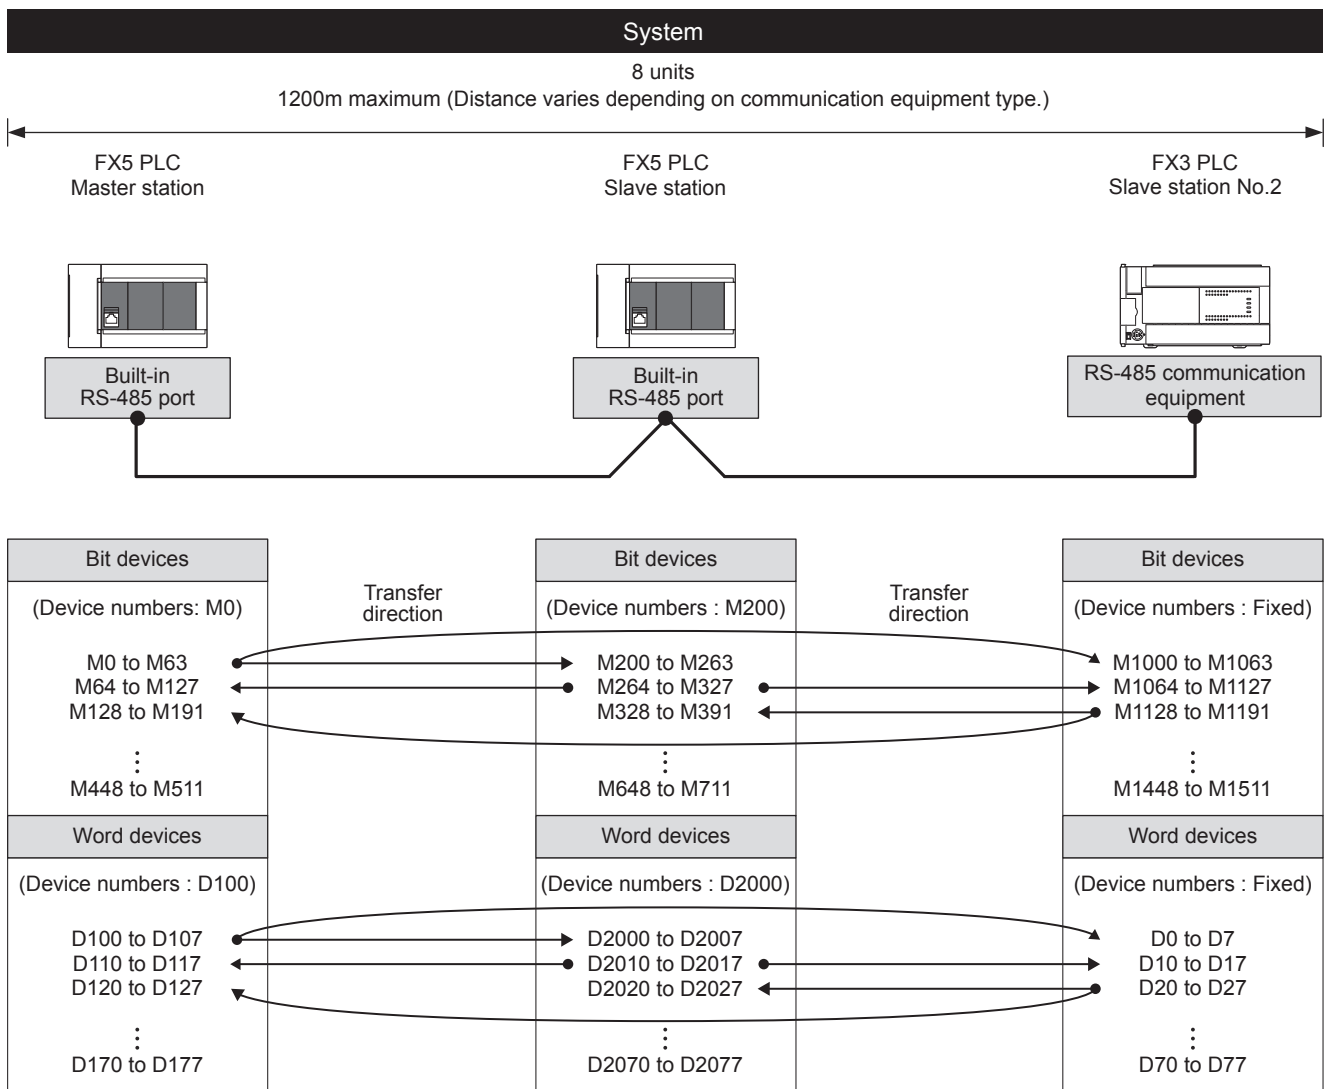 System
8 units
1200m maximum (Distance varies depending on communication equipment type.)
FX5 PLC
Master station
FX5 PLC
Slave station
FX3 PLC
Slave station No.2
Built-in
RS-485 port
Built-in
RS-485 port
RS-485 communication
equipment
Bit devices
(Device numbers: M0)
M0 to M63
M64 to M127
M128 to M191
M448 to M511
Transfer
direction
Bit devices
(Device numbers : M200)
M200 to M263
M264 to M327
M328 to M391
M648 to M711
Transfer
direction
Bit devices
(Device numbers : Fixed)
M1000 to M1063
M1064 to M1127
M1128 to M1191
M1448 to M1511
Word devices
(Device numbers : D100)
D100 to D107
D110 to D117
D120 to D127
D170 to D177
Word devices
(Device numbers : D2000)
D2000 to D2007
D2010 to D2017
D2020 to D2027
D2070 to D2077
Word devices
(Device numbers : Fixed)
D0 to D7
D10 to D17
D20 to D27
D70 to D77